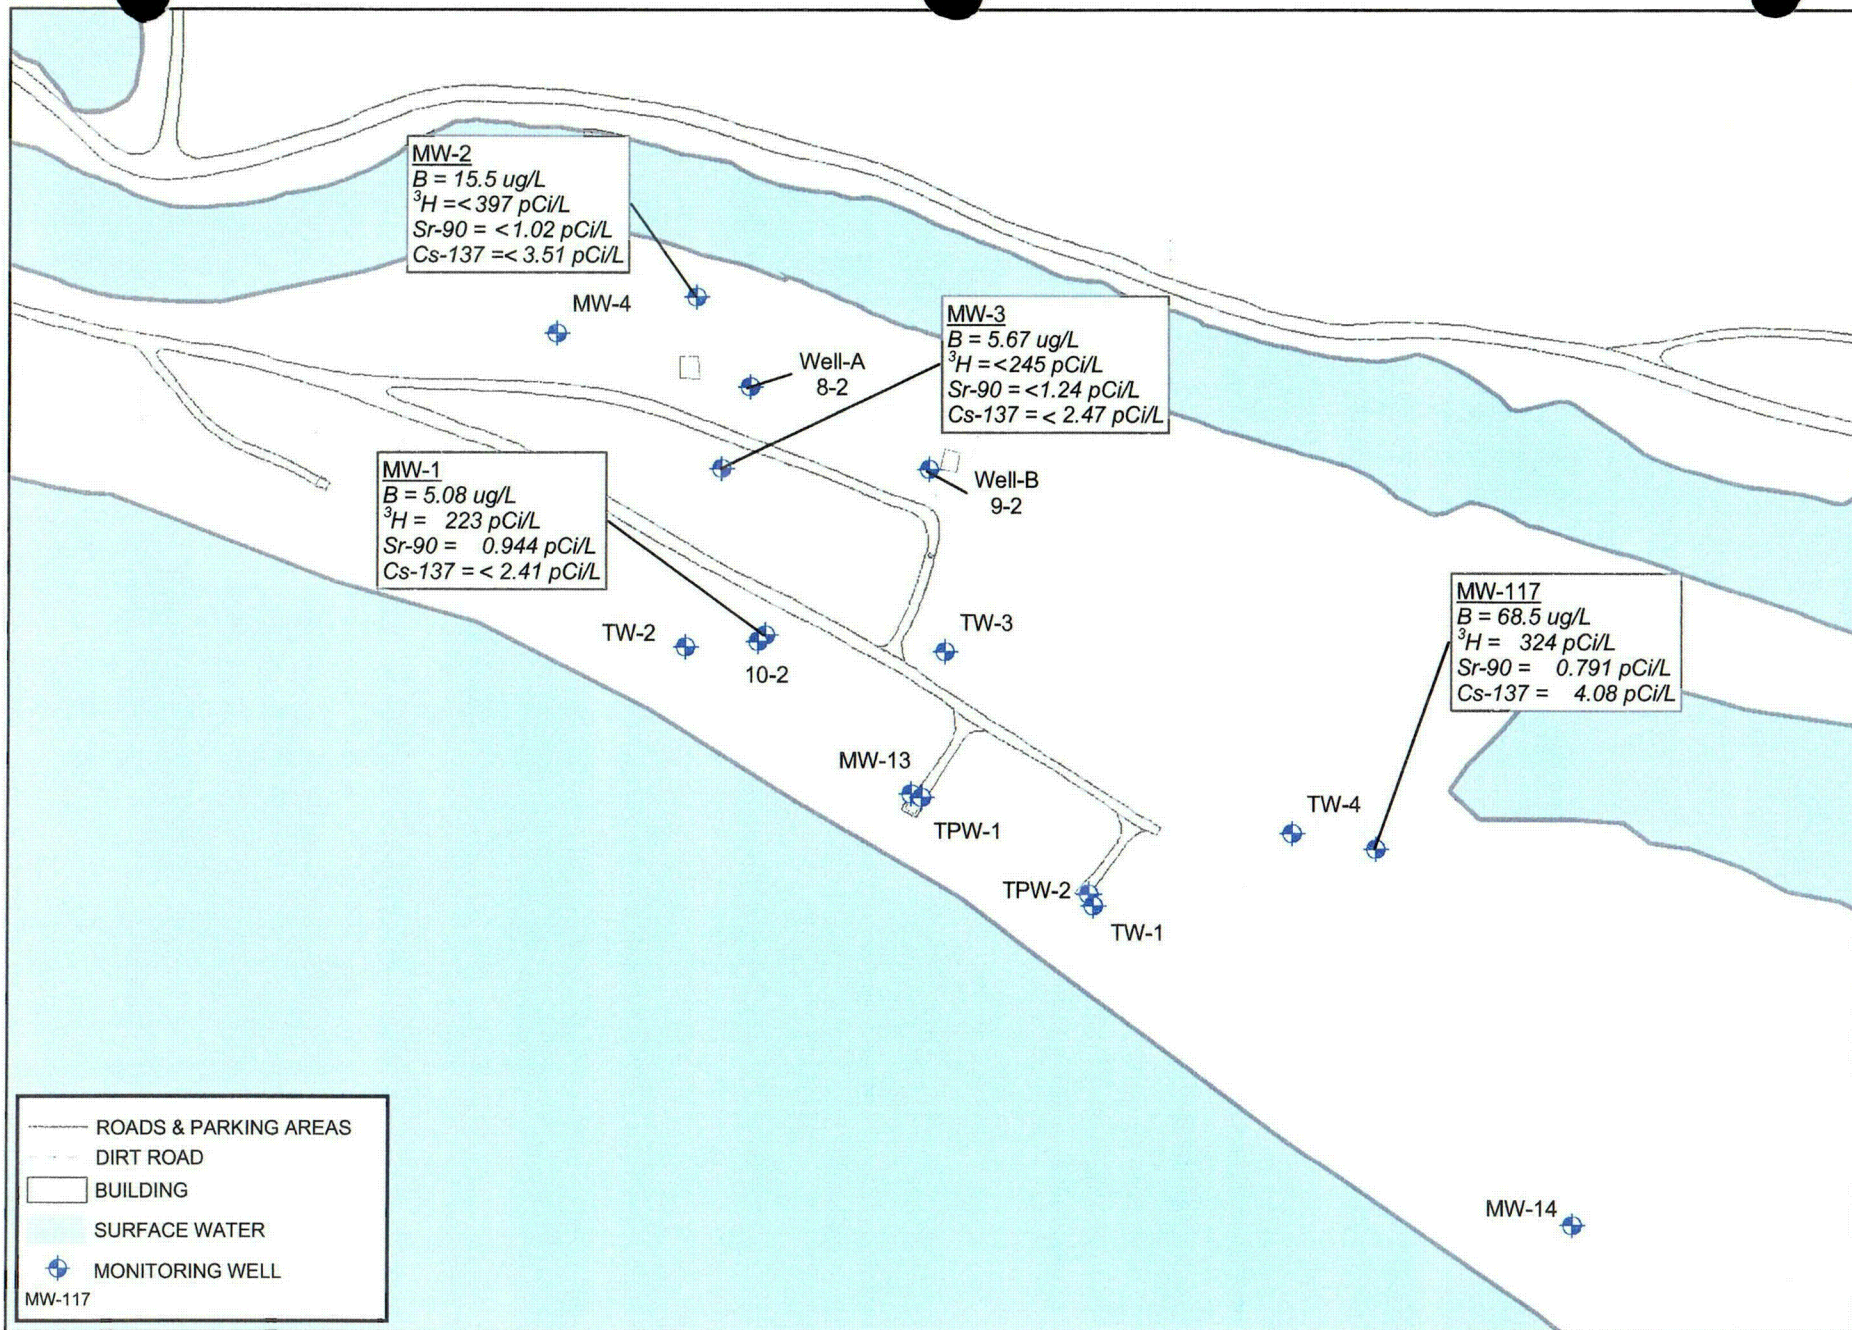 MW-2
B = 15.5 ug/L
³H =< 397 pCi/L
Sr-90 = <1.02 pCi/L
Cs-137 =< 3.51 pCi/L
MW-4
MW-3
B = 5.67 ug/L
³H =<245 pCi/L
Sr-90 =<1.24 pCi/L
Cs-137 = < 2.47 pCi/L
Well-A
8-2
MW-1
B = 5.08 ug/L
³H = 223 pCi/L
Sr-90 = 0.944 pCi/L
Cs-137 = < 2.41 pCi/L
Well-B
9-2
MW-117
B = 68.5 ug/L
³H = 324 pCi/L
Sr-90 = 0.791 pCi/L
Cs-137 = 4.08 pCi/L
TW-2
10-2
TW-3
MW-13
TPW-1
TW-4
TPW-2
TW-1
MW-14
ROADS & PARKING AREAS
DIRT ROAD
BUILDING
SURFACE WATER
MONITORING WELL
MW-117